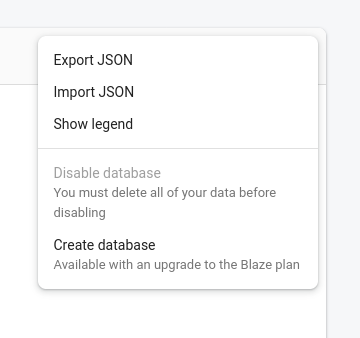 Export JSON
Import JSON
Show legend
Disable database
You must delete all of your data before
disabling
Create database
Available with an upgrade to the Blaze plan